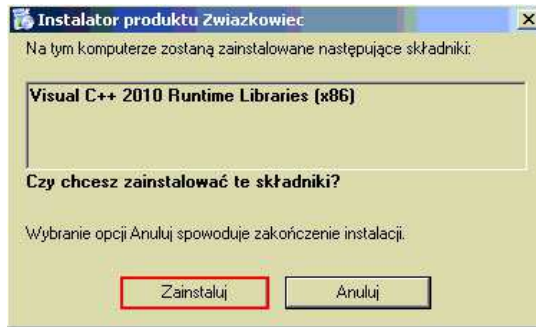 Instalator produktu Zwiazkowiec
Na tym komputerze zostaną zainstalowane następujące składniki:
Visual C++ 2010 Runtime Libraries (x86)
Czy chcesz zainstalować te składniki?
Wybranie opcji Anuluj spowoduje zakończenie instalacji.
Zainstaluj
Anuluj